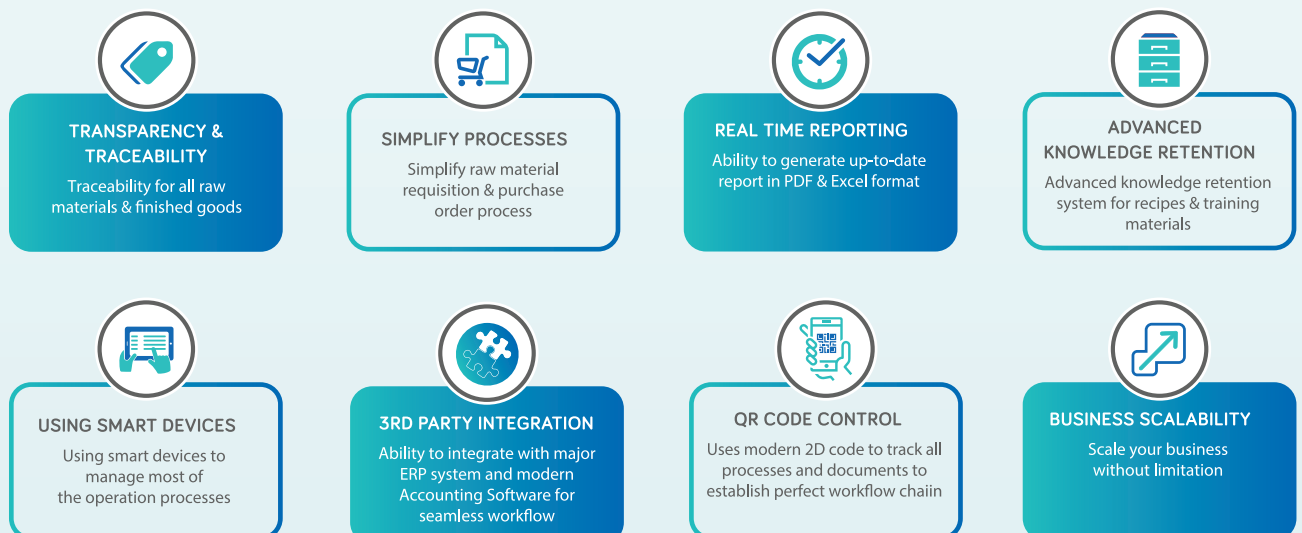 TRANSPARENCY &
TRACEABILITY
Traceability for all raw
materials & finished goods
SIMPLIFY PROCESSES
Simplify raw material
requisition & purchase
order process
REAL TIME REPORTING
Ability to generate up-to-date
report in PDF & Excel format
ADVANCED
KNOWLEDGE RETENTION
Advanced knowledge retention
system for recipes & training
materials
USING SMART DEVICES
Using smart devices to
manage most of
the operation processes
3RD PARTY INTEGRATION
Ability to integrate with major
ERP system and modern
Accounting Software for
seamless workflow
QR CODE CONTROL
Uses modern 2D code to track all
processes and documents to
establish perfect workflow chaiin
BUSINESS SCALABILITY
Scale your business
without limitation